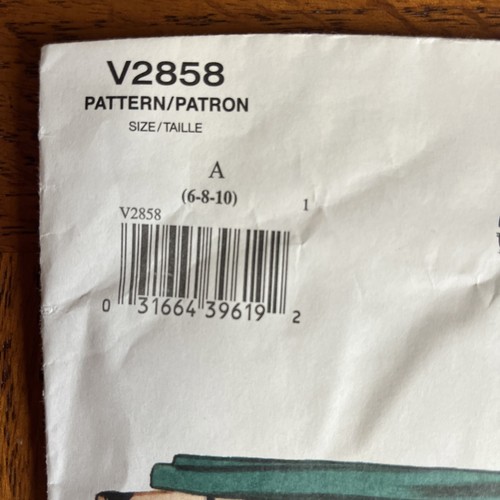 V2858
PATTERN/PATRON
SIZE/TAILLE
A
(6-8-10)
V2858 1
0 31664 39619 2